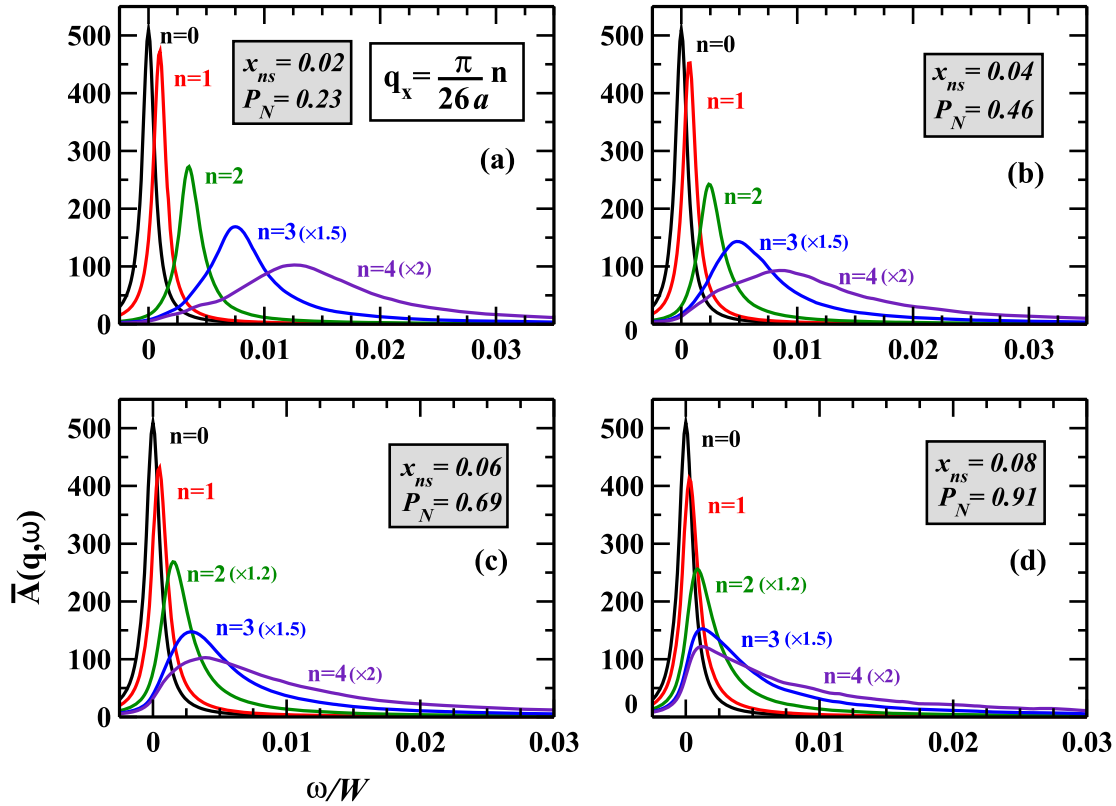 500
400
300
200
100
0
0
0.01
0.02
0.03
n=0
n=1
n=2
n=3 (×1.5)
n=4 (×2)
x_ns = 0.02
P_N = 0.23
q_x = π/26 a n
(a)
500
400
300
200
100
0
0
0.01
0.02
0.03
n=0
n=1
n=2
n=3 (×1.5)
n=4 (×2)
x_ns = 0.04
P_N = 0.46
(b)
500
400
300
200
100
0
0
0.01
0.02
0.03
n=0
n=1
n=2 (×1.2)
n=3 (×1.5)
n=4 (×2)
x_ns = 0.06
P_N = 0.69
(c)
A̅(q,ω)
ω/W
500
400
300
200
100
0
0
0.01
0.02
0.03
n=0
n=1
n=2 (×1.2)
n=3 (×1.5)
n=4 (×2)
x_ns = 0.08
P_N = 0.91
(d)